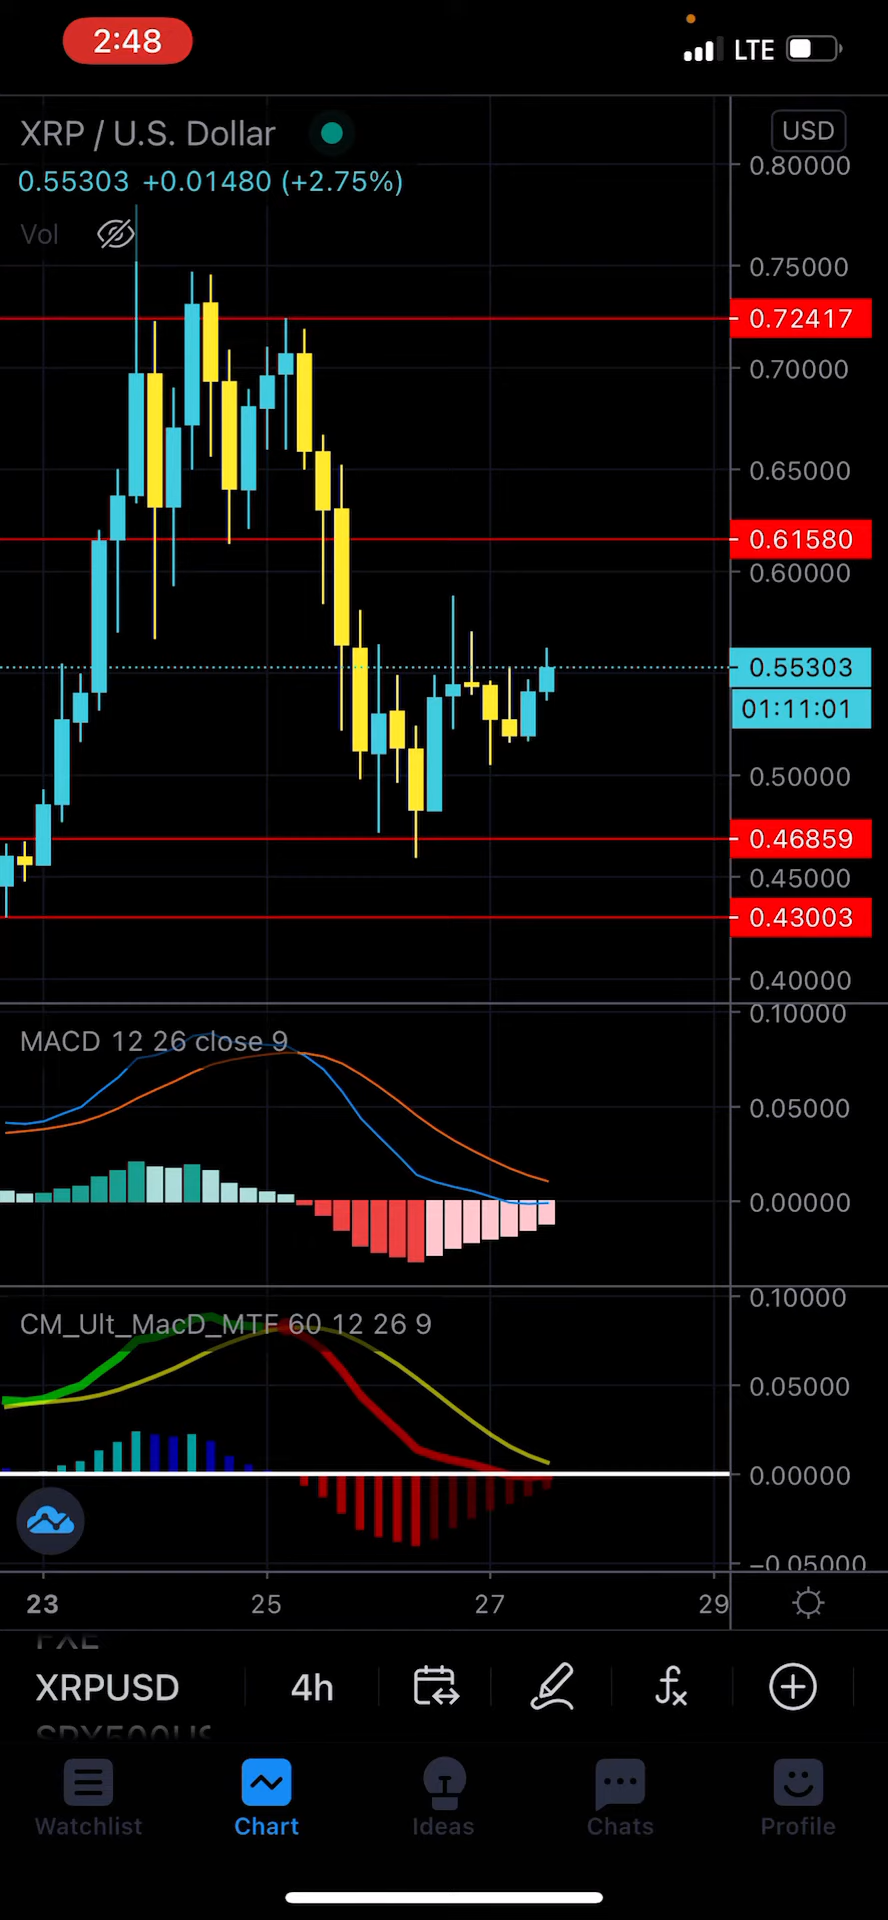 2:48
LTE
XRP / U.S. Dollar
USD
0.80000
0.55303 +0.01480 (+2.75%)
Vol
0.75000
0.72417
0.70000
0.65000
0.61580
0.60000
0.55303
01:11:01
0.50000
0.46859
0.45000
0.43003
0.40000
0.10000
MACD 12 26 close 9
0.05000
0.00000
0.10000
CM_Ult_MacD_MTF 60 12 26 9
0.05000
0.00000
−0.05000
23 25 27 29
FXE
XRPUSD 4h
Watchlist Chart Ideas Chats Profile